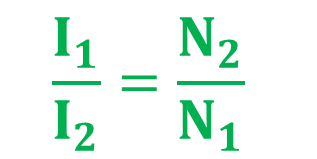 I₁/I₂ = N₂/N₁